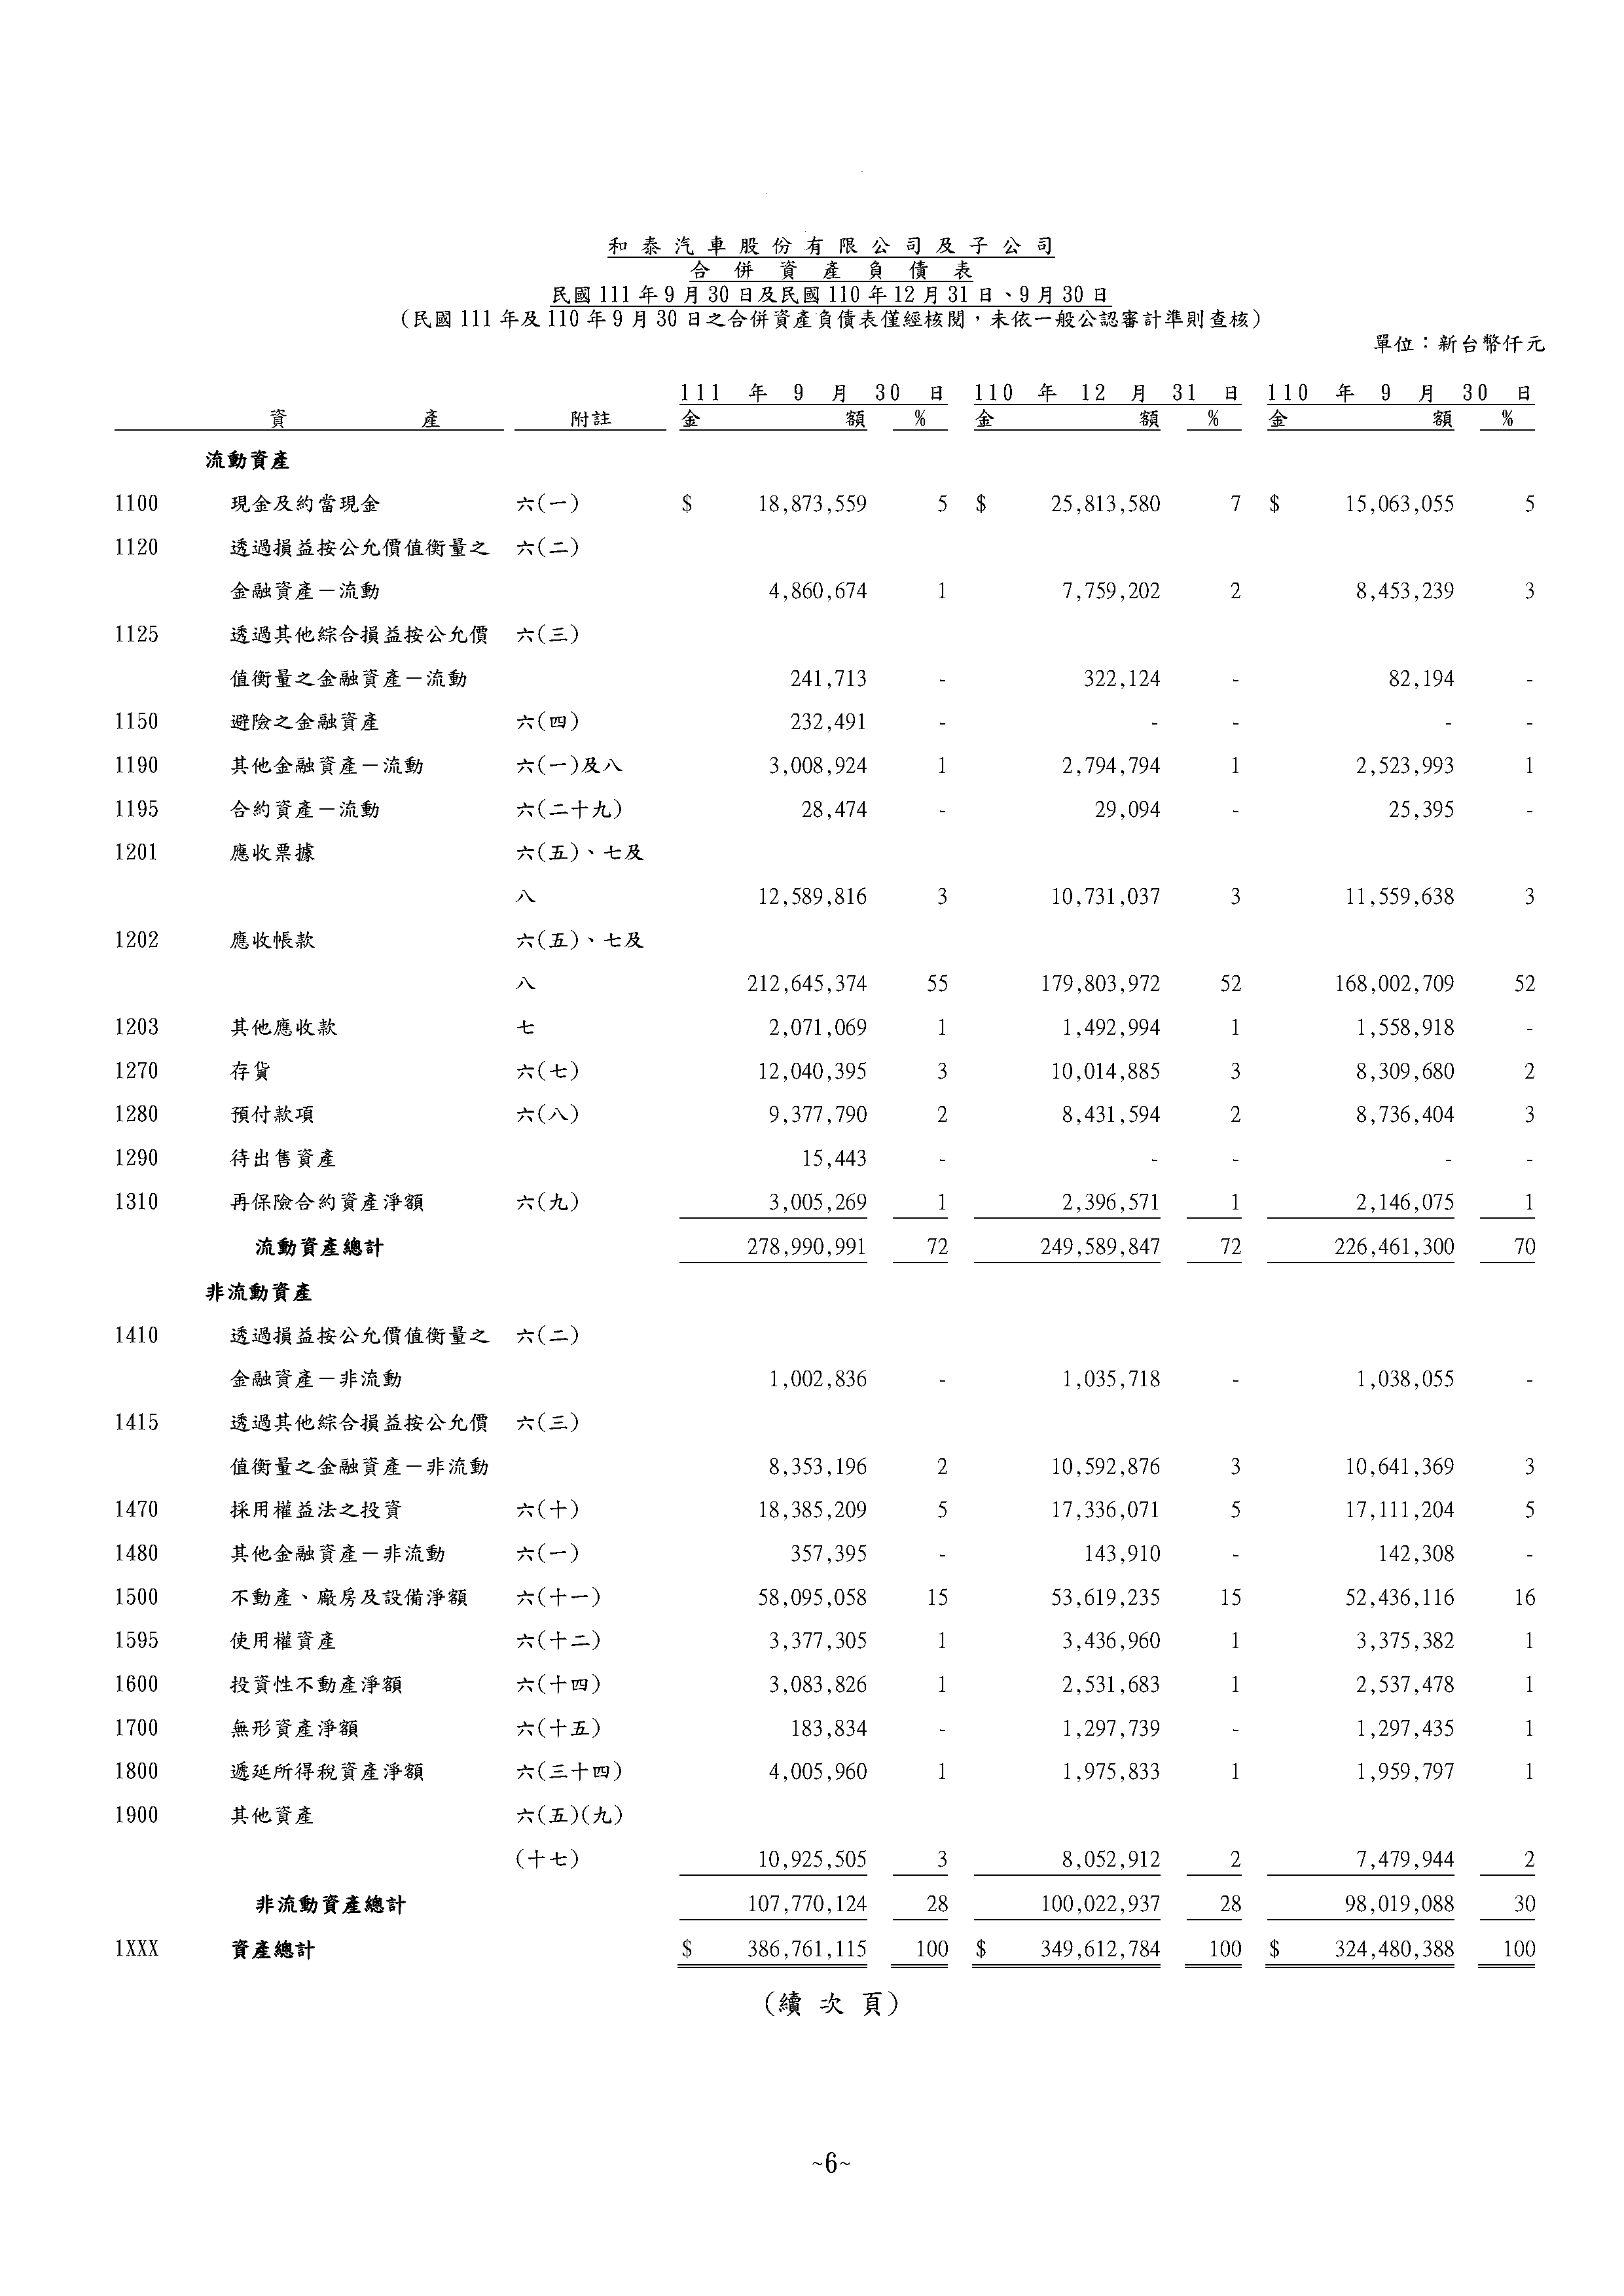 和泰汽車股份有限公司及子公司
合併資產負債表
民國111年9月30日及民國110年12月31日、9月30日
(民國111年及110年9月30日之合併資產負債表僅經核閱，未依一般公認審計準則查核)
單位：新台幣仟元
111 年 9 月 30 日 110 年 12 月 31 日 110 年 9 月 30 日
資 產 附註 金 額 % 金 額 % 金 額 %
流動資產
1100 現金及約當現金 六(一) $ 18,873,559 5 $ 25,813,580 7 $ 15,063,055 5
1120 透過損益按公允價值衡量之 六(二)
金融資產－流動 4,860,674 1 7,759,202 2 8,453,239 3
1125 透過其他綜合損益按公允價 六(三)
值衡量之金融資產－流動 241,713 - 322,124 - 82,194 -
1150 避險之金融資產 六(四) 232,491 - - - - -
1190 其他金融資產－流動 六(一)及八 3,008,924 1 2,794,794 1 2,523,993 1
1195 合約資產－流動 六(二十九) 28,474 - 29,094 - 25,395 -
1201 應收票據 六(五)、七及
八 12,589,816 3 10,731,037 3 11,559,638 3
1202 應收帳款 六(五)、七及
八 212,645,374 55 179,803,972 52 168,002,709 52
1203 其他應收款 七 2,071,069 1 1,492,994 1 1,558,918 -
1270 存貨 六(七) 12,040,395 3 10,014,885 3 8,309,680 2
1280 預付款項 六(八) 9,377,790 2 8,431,594 2 8,736,404 3
1290 待出售資產 15,443 - - - - -
1310 再保險合約資產淨額 六(九) 3,005,269 1 2,396,571 1 2,146,075 1
流動資產總計 278,990,991 72 249,589,847 72 226,461,300 70
非流動資產
1410 透過損益按公允價值衡量之 六(二)
金融資產－非流動 1,002,836 - 1,035,718 - 1,038,055 -
1415 透過其他綜合損益按公允價 六(三)
值衡量之金融資產－非流動 8,353,196 2 10,592,876 3 10,641,369 3
1470 採用權益法之投資 六(十) 18,385,209 5 17,336,071 5 17,111,204 5
1480 其他金融資產－非流動 六(一) 357,395 - 143,910 - 142,308 -
1500 不動產、廠房及設備淨額 六(十一) 58,095,058 15 53,619,235 15 52,436,116 16
1595 使用權資產 六(十二) 3,377,305 1 3,436,960 1 3,375,382 1
1600 投資性不動產淨額 六(十四) 3,083,826 1 2,531,683 1 2,537,478 1
1700 無形資產淨額 六(十五) 183,834 - 1,297,739 - 1,297,435 1
1800 遞延所得稅資產淨額 六(三十四) 4,005,960 1 1,975,833 1 1,959,797 1
1900 其他資產 六(五)(九)
(十七) 10,925,505 3 8,052,912 2 7,479,944 2
非流動資產總計 107,770,124 28 100,022,937 28 98,019,088 30
1XXX 資產總計 $ 386,761,115 100 $ 349,612,784 100 $ 324,480,388 100
(續 次 頁)
~6~